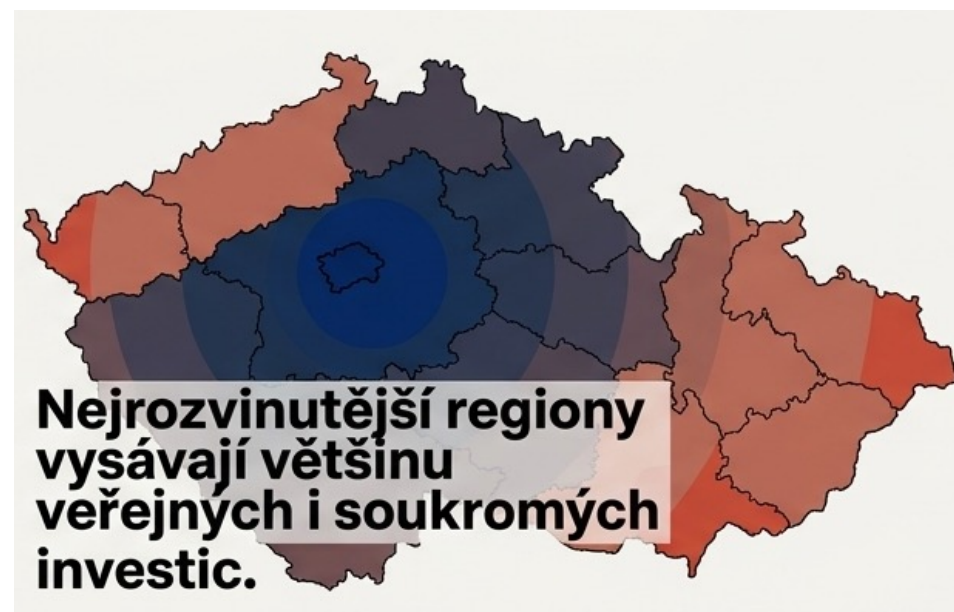 Nejrozvinutější regiony
vysávají většinu
veřejných i soukromých
investic.